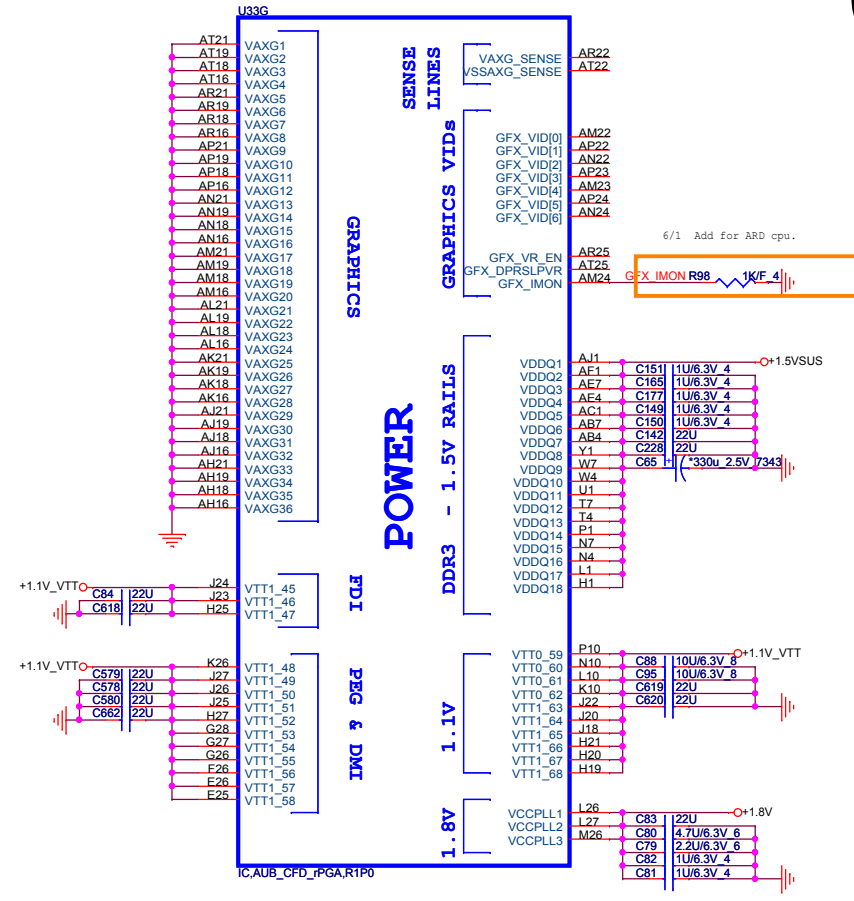 U33G
AT21 VAXG1
AT19 VAXG2
AT18 VAXG3
AT16 VAXG4
AR21 VAXG5
AR19 VAXG6
AR18 VAXG7
AR16 VAXG8
AP21 VAXG9
AP19 VAXG10
AP18 VAXG11
AP16 VAXG12
AN21 VAXG13
AN19 VAXG14
AN18 VAXG15
AN16 VAXG16
AM21 VAXG17
AM19 VAXG18
AM18 VAXG19
AM16 VAXG20
AL21 VAXG21
AL19 VAXG22
AL18 VAXG23
AL16 VAXG24
AK21 VAXG25
AK19 VAXG26
AK18 VAXG27
AK16 VAXG28
AJ21 VAXG29
AJ19 VAXG30
AJ18 VAXG31
AJ16 VAXG32
AH21 VAXG33
AH19 VAXG34
AH18 VAXG35
AH16 VAXG36
GRAPHICS
POWER
SENSE
LINES
VAXG_SENSE AR22
VSSAXG_SENSE AT22
GRAPHICS VIDs
GFX_VID[0] AM22
GFX_VID[1] AP22
GFX_VID[2] AN22
GFX_VID[3] AP23
GFX_VID[4] AM23
GFX_VID[5] AP24
GFX_VID[6] AN24
GFX_VR_EN AR25
GFX_DPRSLPVR AT25
GFX_IMON AM24
6/1 Add for ARD cpu.
GFX_IMON R98 1K/F_4
DDR3 - 1.5V RAILS
VDDQ1 AJ1
VDDQ2 AF1
VDDQ3 AE7
VDDQ4 AE4
VDDQ5 AC1
VDDQ6 AB7
VDDQ7 AB4
VDDQ8 Y1
VDDQ9 W7
VDDQ10 W4
VDDQ11 U1
VDDQ12 T7
VDDQ13 T4
VDDQ14 P1
VDDQ15 N7
VDDQ16 N4
VDDQ17 L1
VDDQ18 H1
+1.5VSUS
C151 1U/6.3V_4
C165 1U/6.3V_4
C177 1U/6.3V_4
C149 1U/6.3V_4
C150 1U/6.3V_4
C142 22U
C228 22U
C65 + *330u_2.5V_7343
+1.1V_VTT
C84 22U
C618 22U
J24 VTT1_45
J23 VTT1_46
H25 VTT1_47
FDI
+1.1V_VTT
C579 22U
C578 22U
C580 22U
C662 22U
K26 VTT1_48
J27 VTT1_49
J26 VTT1_50
J25 VTT1_51
H27 VTT1_52
G28 VTT1_53
G27 VTT1_54
G26 VTT1_55
F26 VTT1_56
E26 VTT1_57
E25 VTT1_58
PEG & DMI
1.1V
VTT0_59 P10
VTT0_60 N10
VTT0_61 L10
VTT0_62 K10
VTT1_63 J22
VTT1_64 J20
VTT1_65 J18
VTT1_66 H21
VTT1_67 H20
VTT1_68 H19
+1.1V_VTT
C88 10U/6.3V_8
C95 10U/6.3V_8
C619 22U
C620 22U
1.8V
VCCPLL1 L26
VCCPLL2 L27
VCCPLL3 M26
+1.8V
C83 22U
C80 4.7U/6.3V_6
C79 2.2U/6.3V_6
C82 1U/6.3V_4
C81 1U/6.3V_4
IC,AUB_CFD_rPGA,R1P0